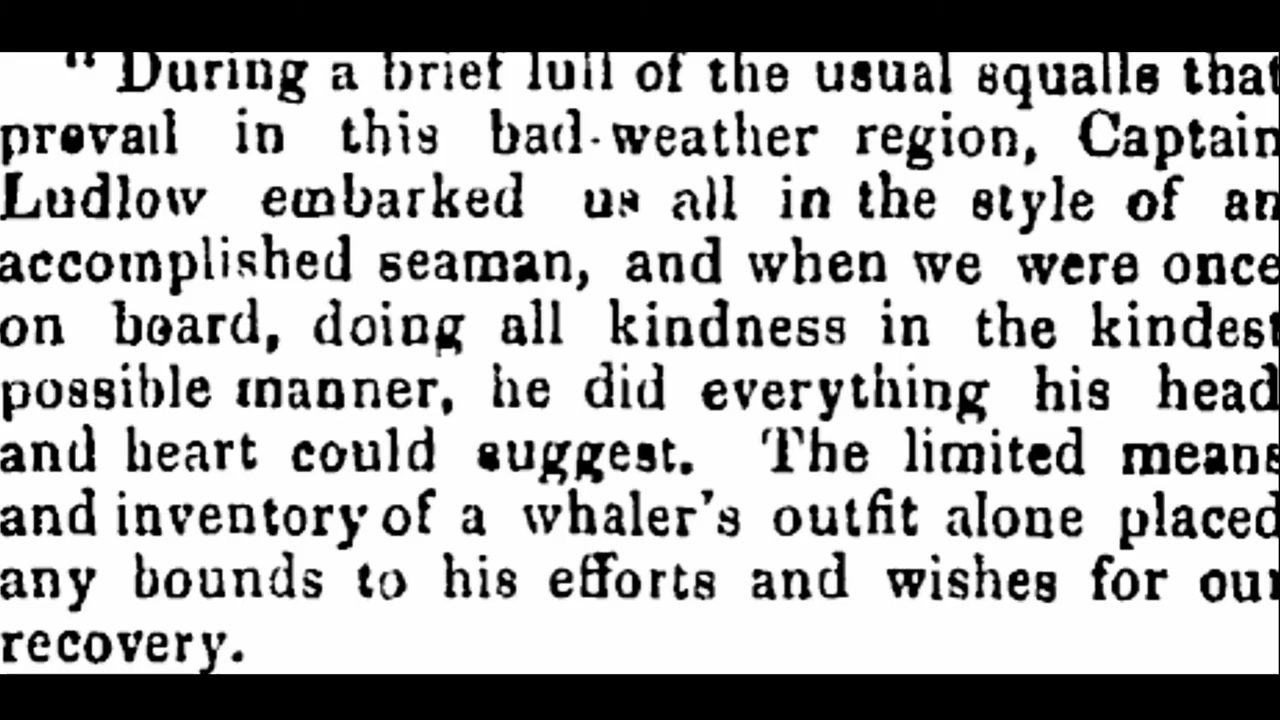 " During a brief lull of the usual squalls that
prevail in this bad-weather region, Captain
Ludlow embarked us all in the style of an
accomplished seaman, and when we were once
on board, doing all kindness in the kindest
possible manner, he did everything his head
and heart could suggest. The limited means
and inventory of a whaler's outfit alone placed
any bounds to his efforts and wishes for our
recovery.